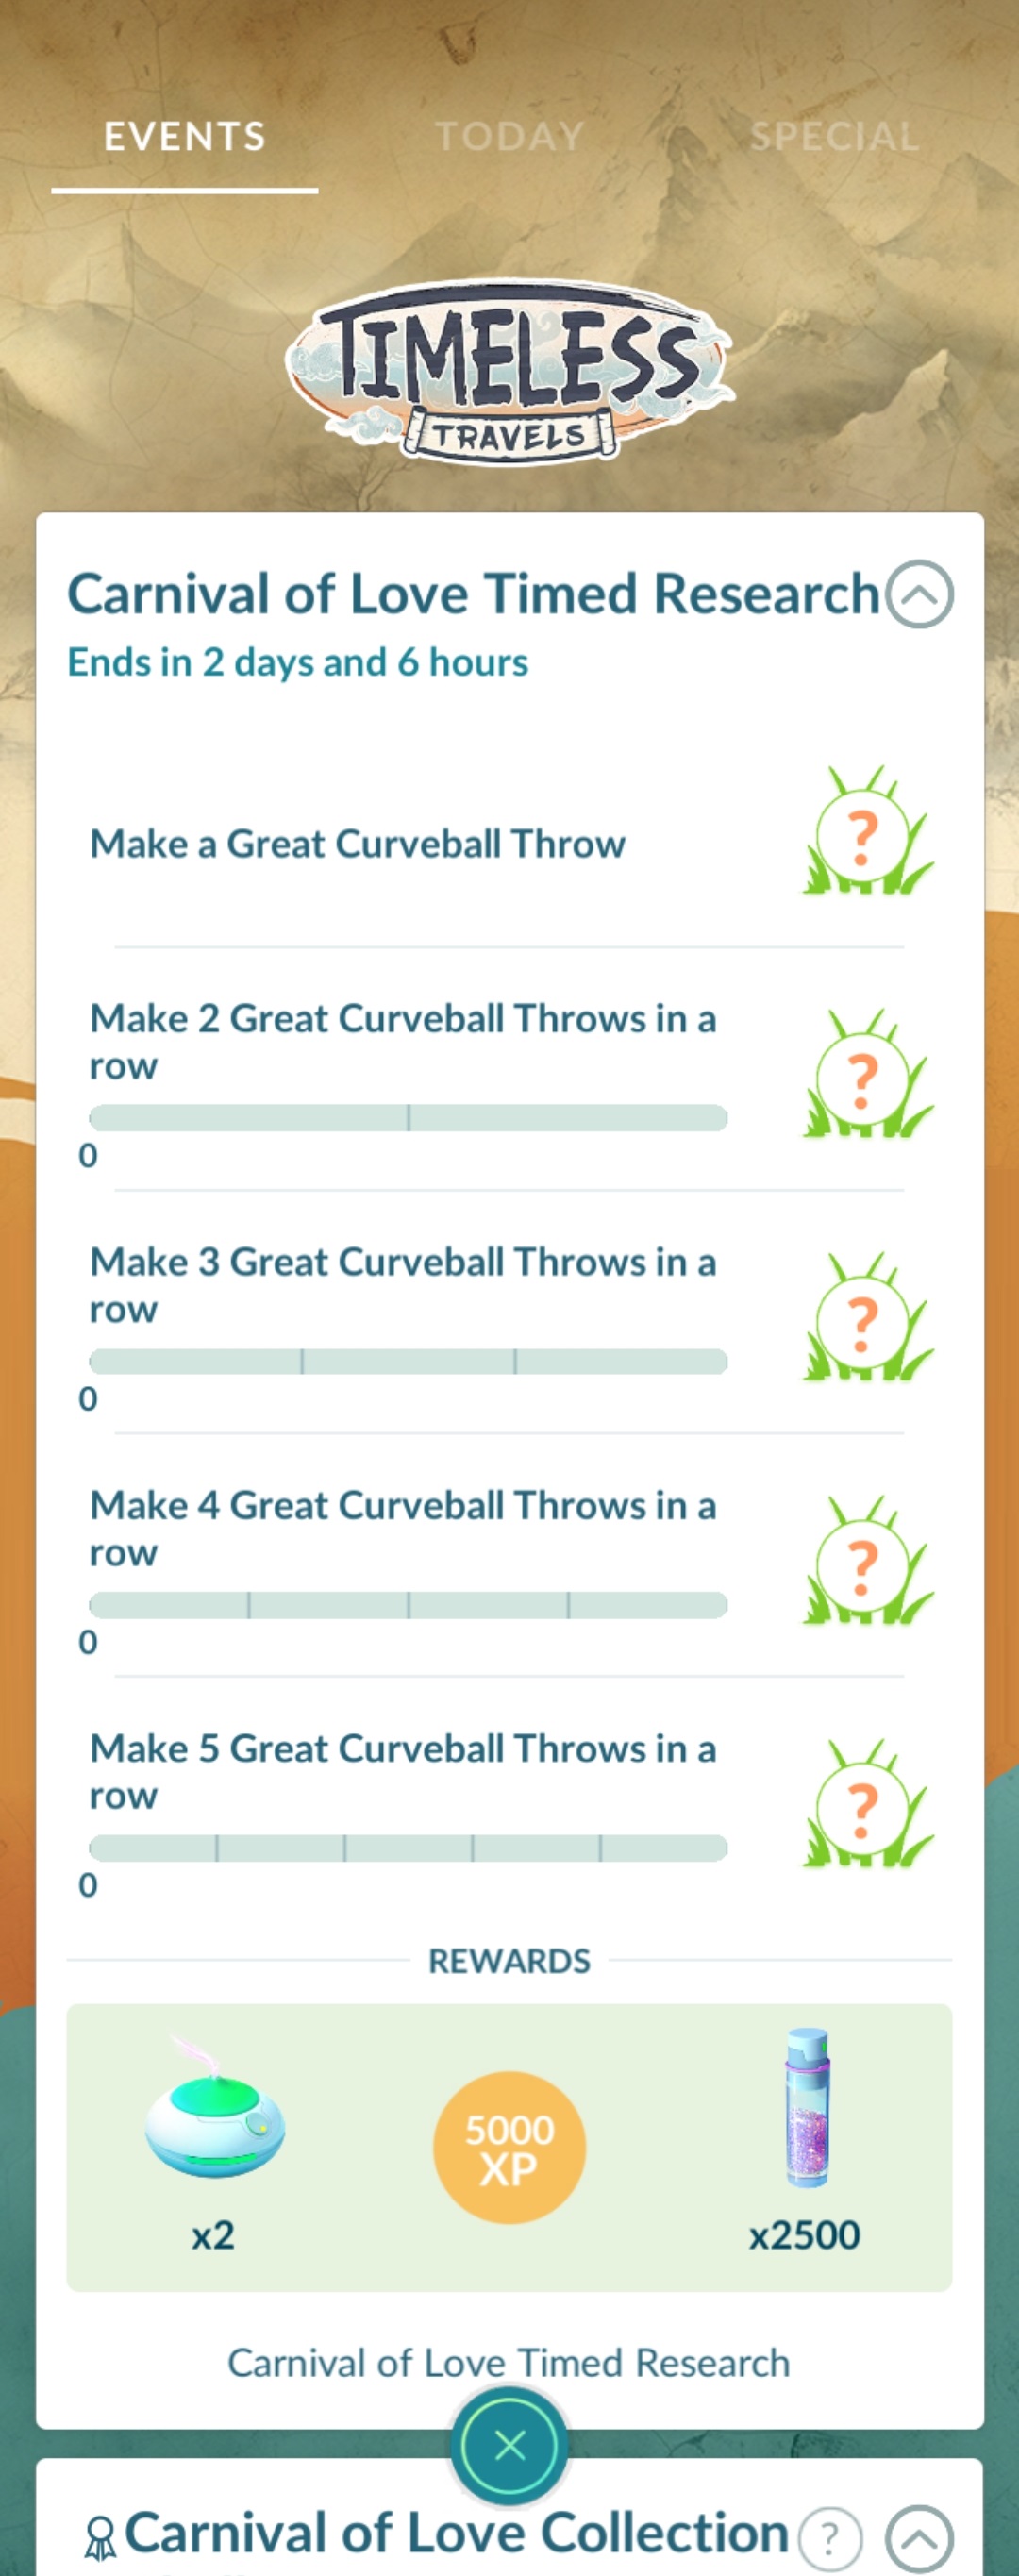 EVENTS TODAY SPECIAL
TIMELESS
TRAVELS
Carnival of Love Timed Research
Ends in 2 days and 6 hours
Make a Great Curveball Throw
?
Make 2 Great Curveball Throws in a
row
?
0
Make 3 Great Curveball Throws in a
row
?
0
Make 4 Great Curveball Throws in a
row
?
0
Make 5 Great Curveball Throws in a
row
?
0
REWARDS
5000
XP
x2 x2500
Carnival of Love Timed Research
Carnival of Love Collection ?